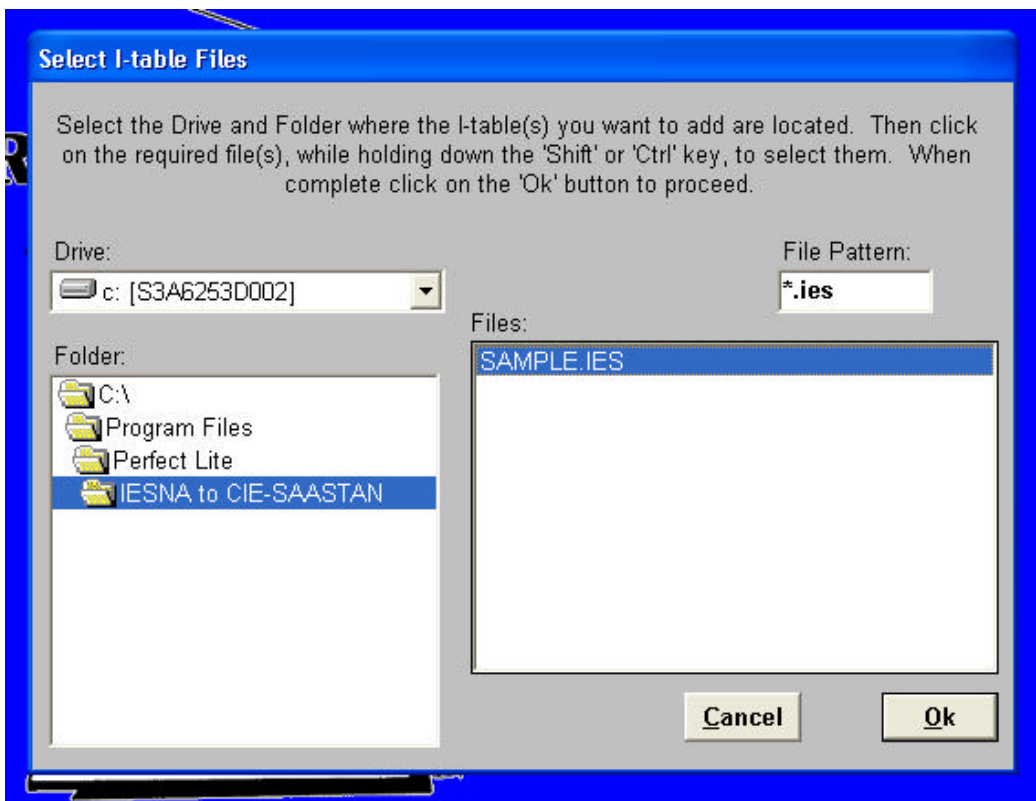 Select I-table Files
Select the Drive and Folder where the I-table(s) you want to add are located.  Then click
on the required file(s), while holding down the 'Shift' or 'Ctrl' key, to select them.  When
complete click on the 'Ok' button to proceed.
Drive:
c: [S3A6253D002]
File Pattern:
*.ies
Folder:
C:\
Program Files
Perfect Lite
IESNA to CIE-SAASTAN
Files:
SAMPLE.IES
Cancel
Ok